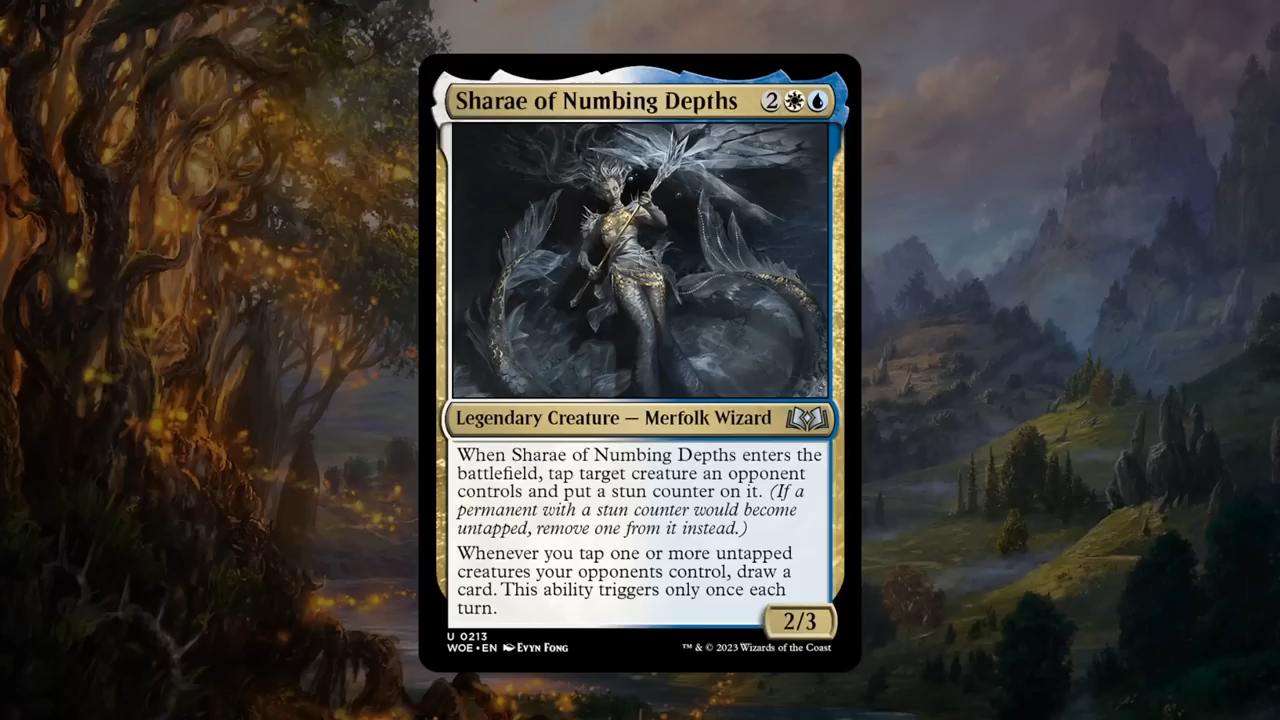 Sharae of Numbing Depths 2
Legendary Creature — Merfolk Wizard
When Sharae of Numbing Depths enters the
battlefield, tap target creature an opponent
controls and put a stun counter on it. (If a
permanent with a stun counter would become
untapped, remove one from it instead.)
Whenever you tap one or more untapped
creatures your opponents control, draw a
card. This ability triggers only once each
turn.
2/3
U 0213
WOE • EN Evyn Fong
™ & © 2023 Wizards of the Coast